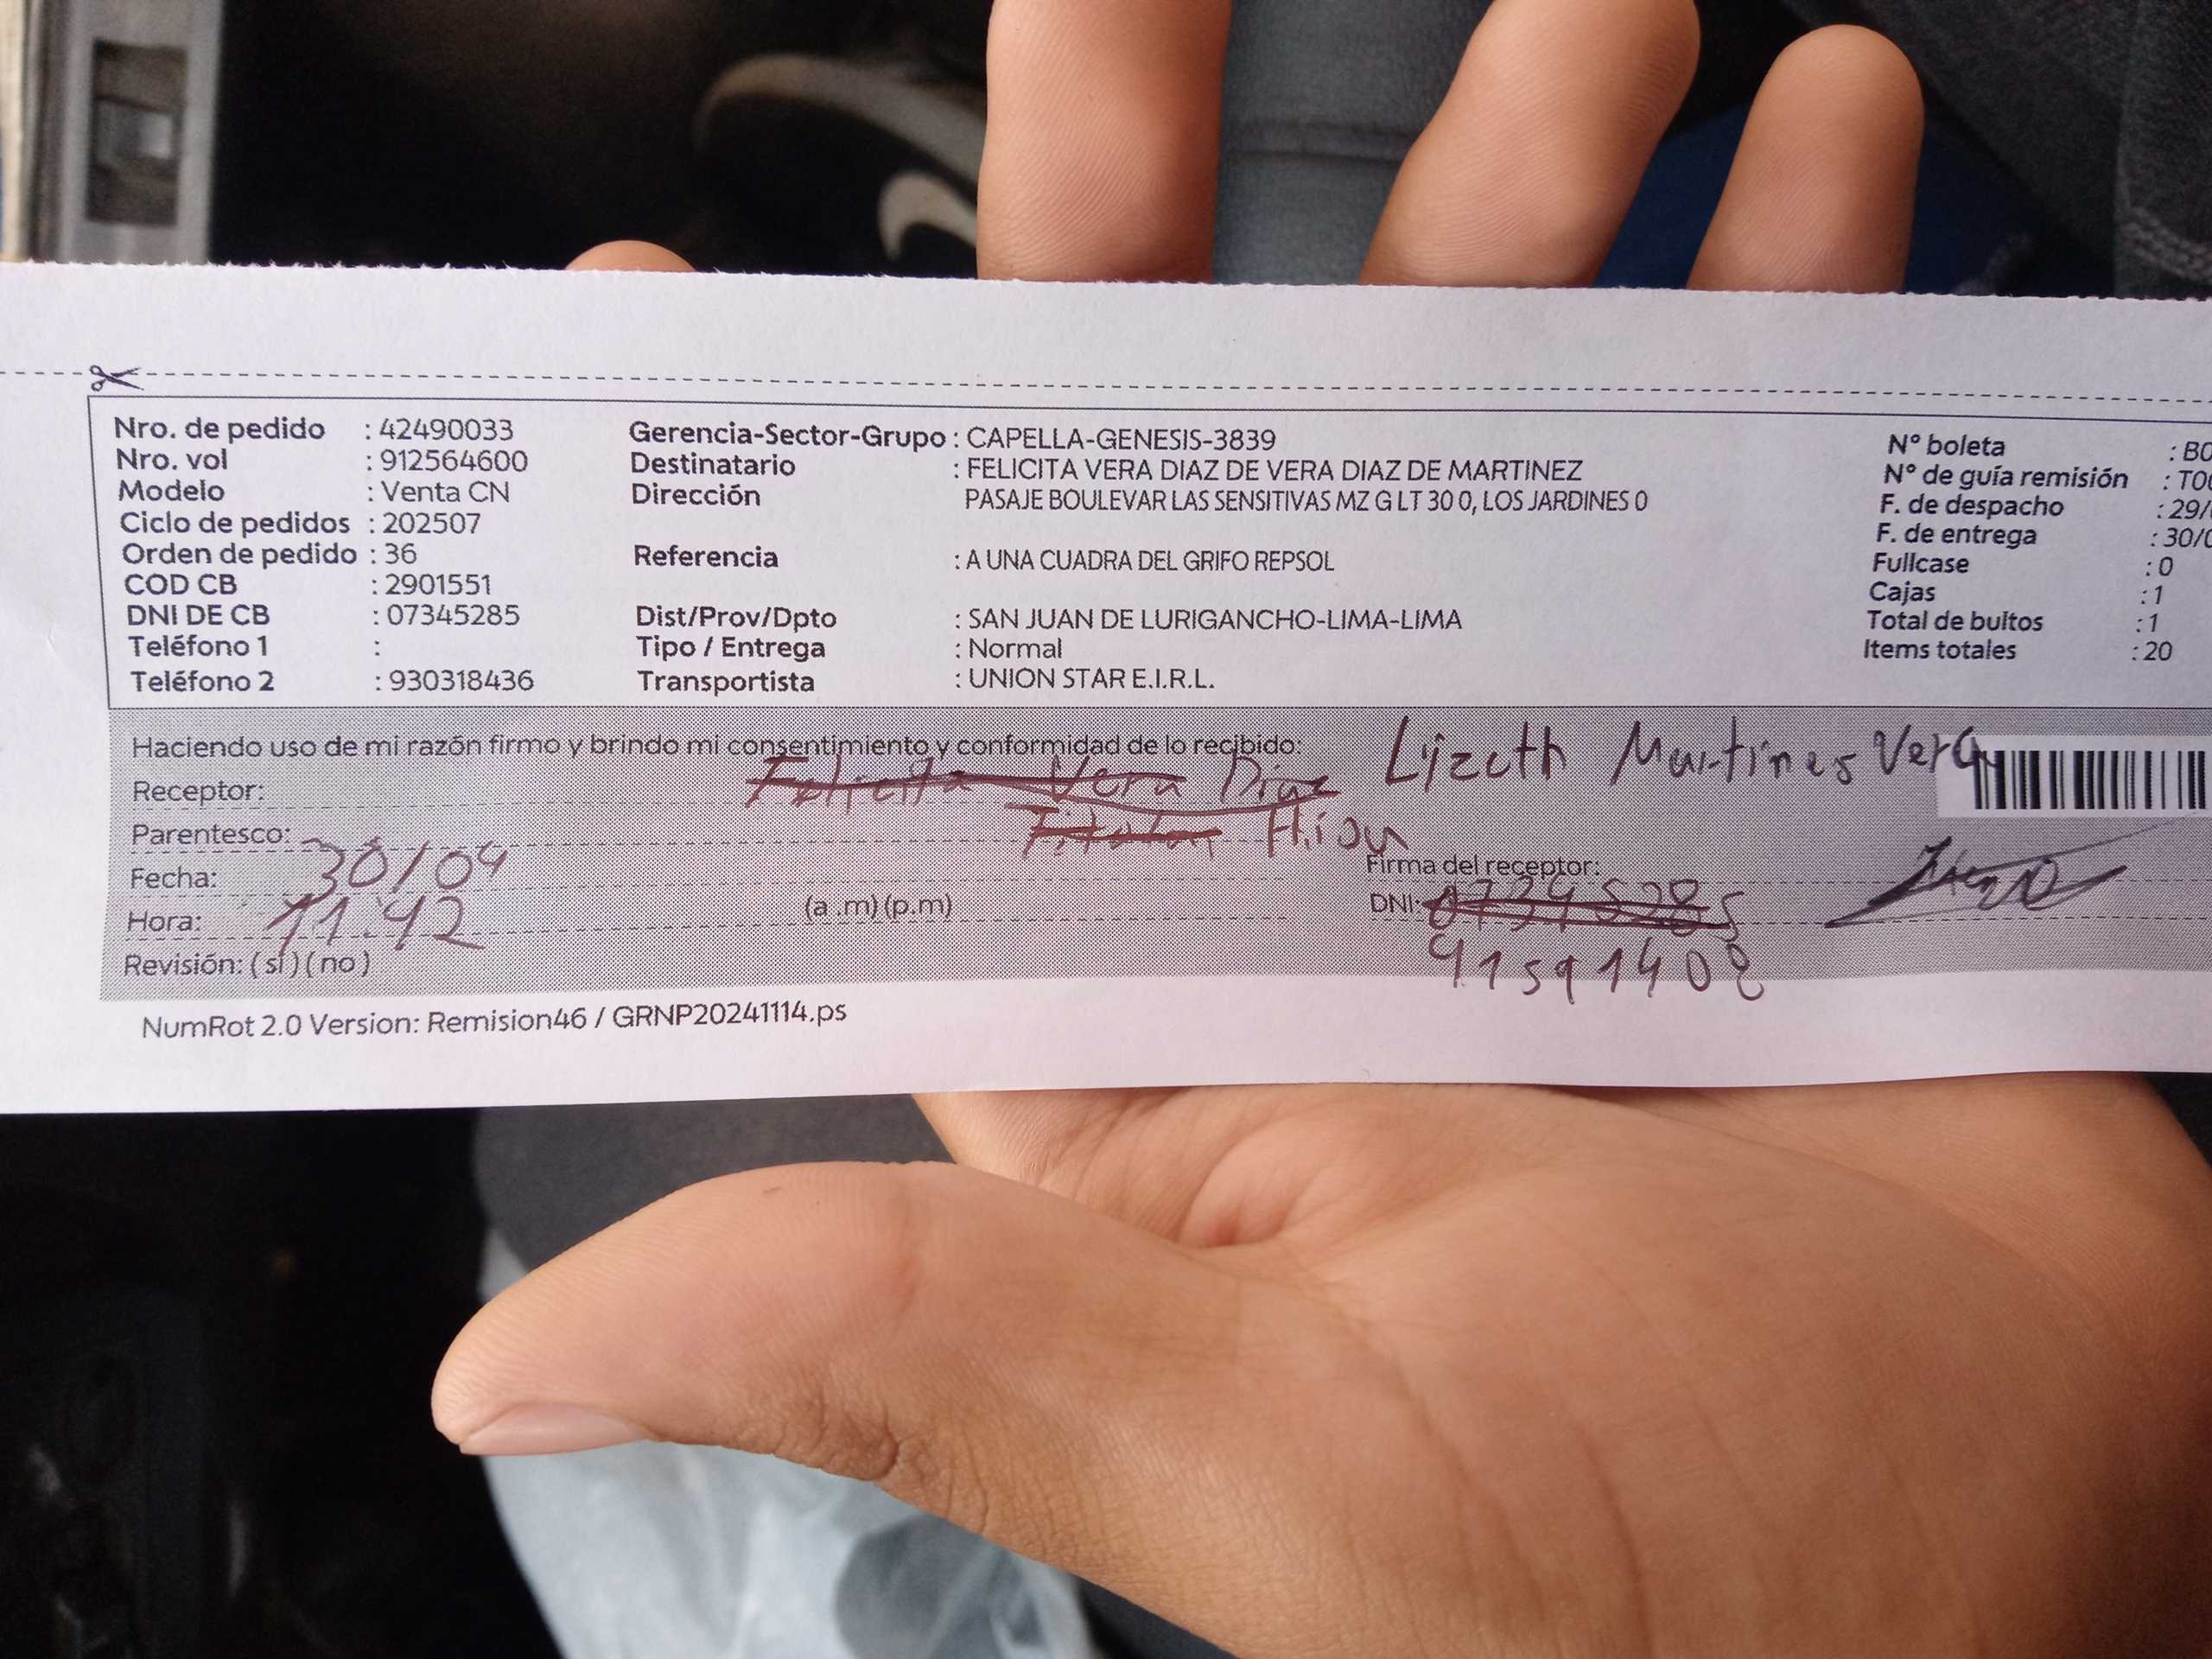 Nro. de pedido : 42490033
Nro. vol : 912564600
Modelo : Venta CN
Ciclo de pedidos : 202507
Orden de pedido : 36
COD CB : 2901551
DNI DE CB : 07345285
Teléfono 1 :
Teléfono 2 : 930318436
Gerencia-Sector-Grupo : CAPELLA-GENESIS-3839
Destinatario : FELICITA VERA DIAZ DE VERA DIAZ DE MARTINEZ
Dirección PASAJE BOULEVAR LAS SENSITIVAS MZ G LT 30 0, LOS JARDINES 0
Referencia : A UNA CUADRA DEL GRIFO REPSOL
Dist/Prov/Dpto : SAN JUAN DE LURIGANCHO-LIMA-LIMA
Tipo / Entrega : Normal
Transportista : UNION STAR E.I.R.L.
N° boleta : B0
N° de guía remisión : T00
F. de despacho : 29/
F. de entrega : 30/0
Fullcase : 0
Cajas : 1
Total de bultos : 1
Items totales : 20
Haciendo uso de mi razón firmo y brindo mi consentimiento y conformidad de lo recibido:
Receptor: Felicita Vera Diaz Lizeth Martines Vera
Parentesco: Hija
Fecha: 30/04
Hora: 11:42 (a .m) (p.m)
Revisión: (si) (no)
Firma del receptor:
DNI: 07345285
41591408
NumRot 2.0 Version: Remision46 / GRNP20241114.ps